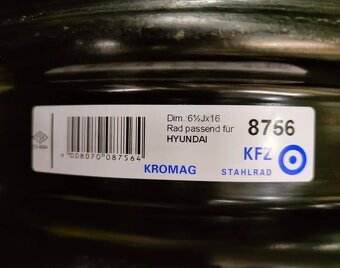 Dim.:6½Jx16
Rad passend für
HYUNDAI
8756
KFZ
STAHLRAD
9 008070 087564
KROMAG